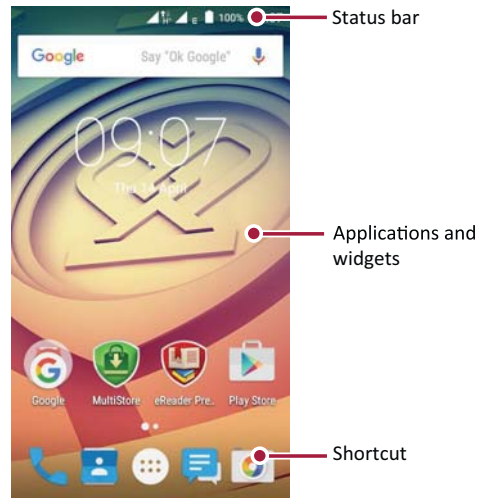 100%
Status bar
Google Say "Ok Google"
09:07
Thu 14 April
Applications and
widgets
Google MultiStore eReader Pre.. Play Store
Shortcut